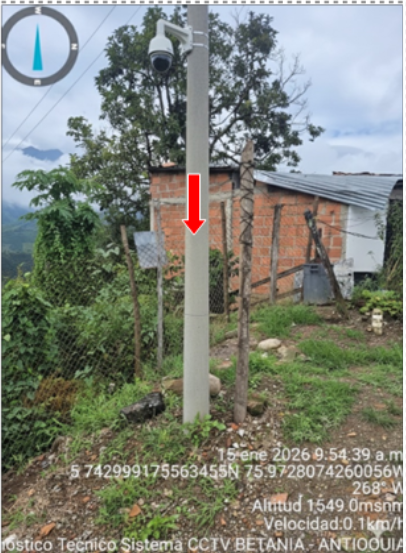 15 ene 2026 9:54:39 a.m
5.742999175563455N 75.9728074260056W
268° W
Altitud:1549.0msnm
Velocidad:0.1km/h
nóstico Tecnico Sistema CCTV BETANIA - ANTIOQUIA